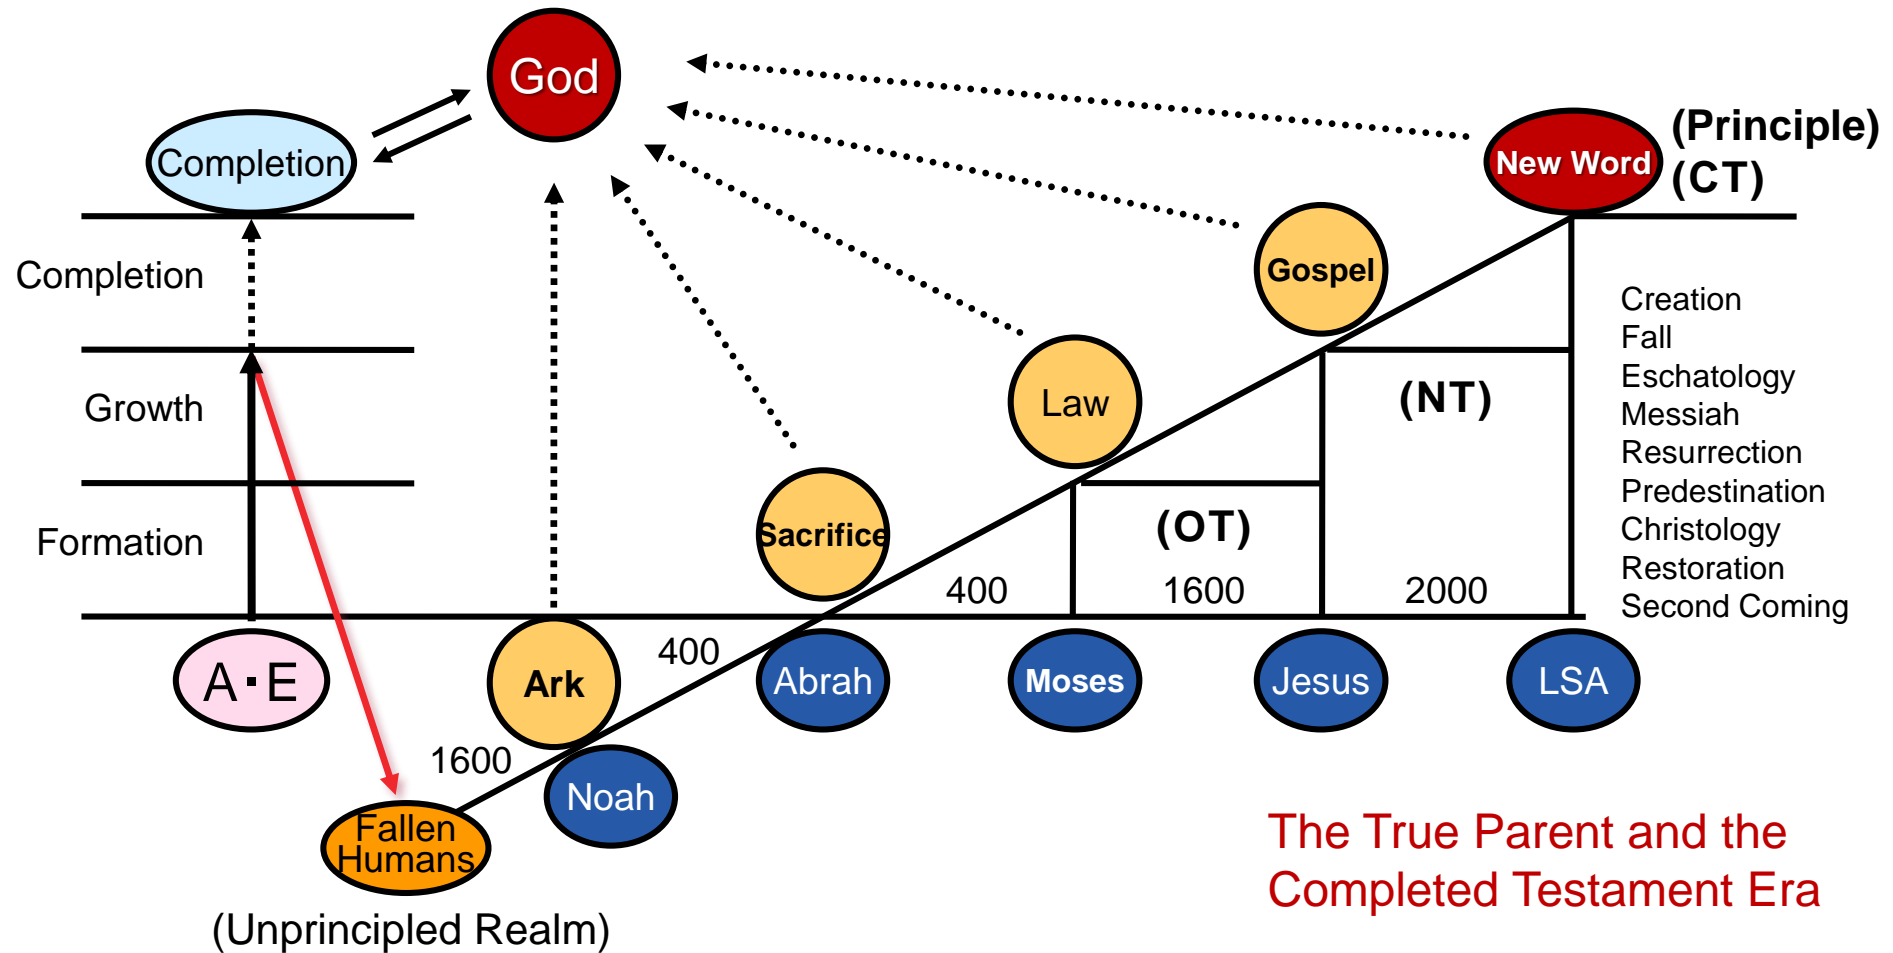 God
Completion
(Principle)
New Word
(CT)
Completion
Gospel
Creation
Fall
Eschatology
Messiah
Resurrection
Predestination
Christology
Restoration
Second Coming
Growth
Law
(NT)
Formation
Sacrifice
(OT)
400
1600
2000
400
A·E
Ark
Abrah
Moses
Jesus
LSA
1600
Noah
Fallen
Humans
(Unprincipled Realm)
The True Parent and the
Completed Testament Era